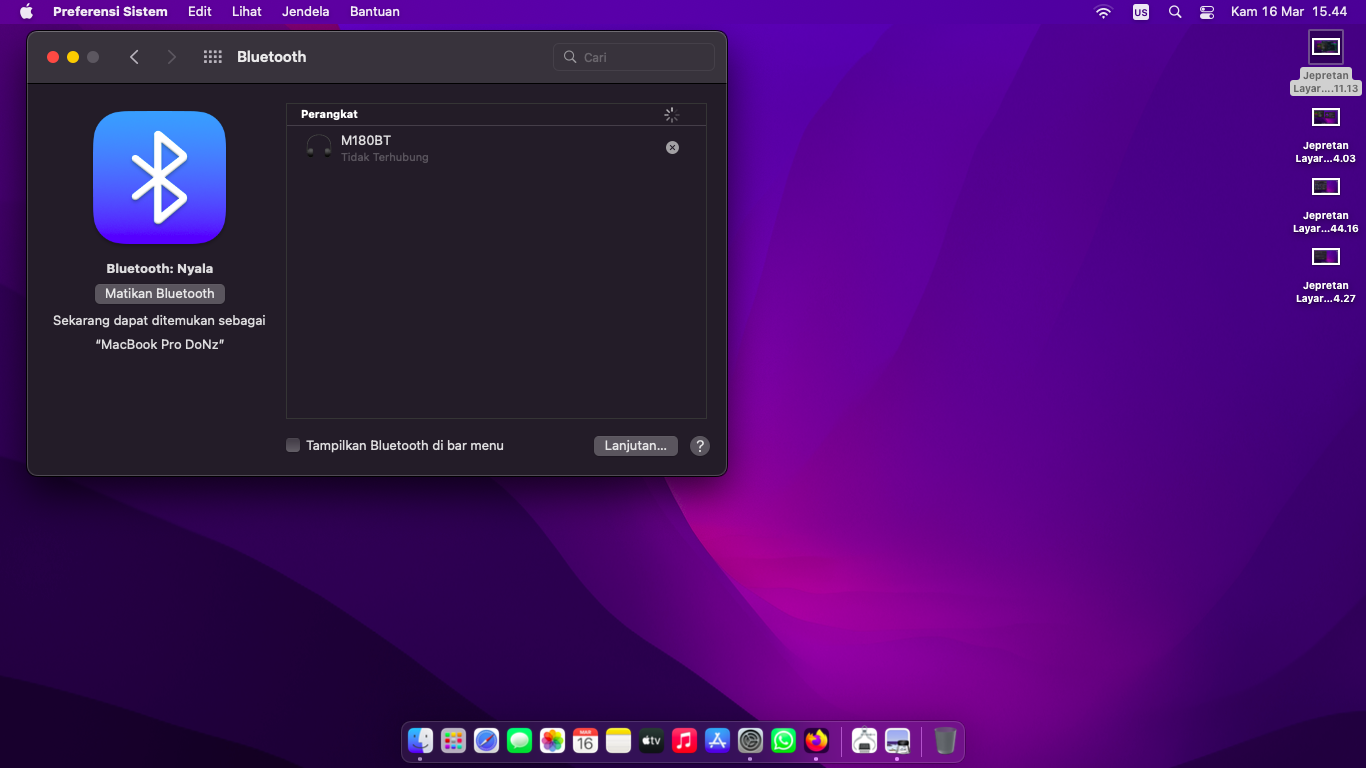 Preferensi Sistem Edit Lihat Jendela Bantuan US Kam 16 Mar 15.44
Bluetooth
Cari
Perangkat
M180BT
Tidak Terhubung
Bluetooth: Nyala
Matikan Bluetooth
Sekarang dapat ditemukan sebagai
“MacBook Pro DoNz”
Tampilkan Bluetooth di bar menu
Lanjutan...
?
Jepretan
Layar....11.13
Jepretan
Layar...4.03
Jepretan
Layar...44.16
Jepretan
Layar...4.27
16
tv